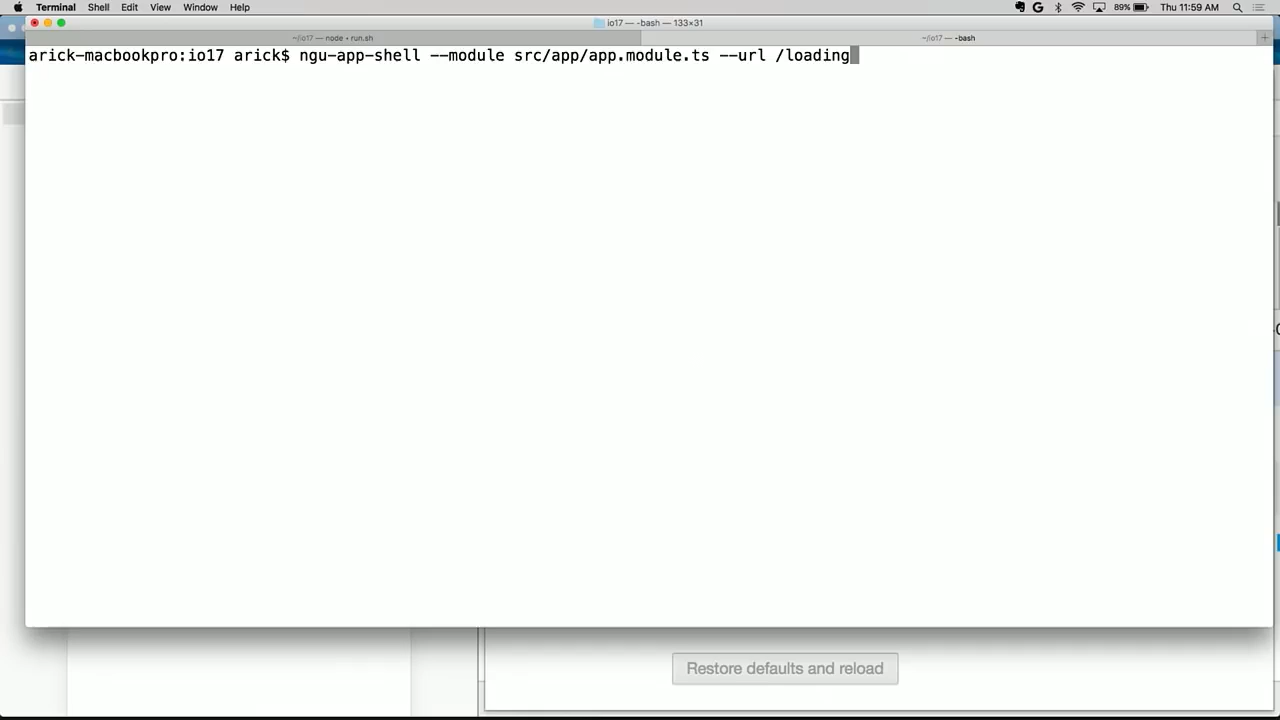 Terminal Shell Edit View Window Help 89% Thu 11:59 AM
io17 — -bash — 133×31
~/io17 — node • run.sh ~/io17 — -bash
arick-macbookpro:io17 arick$ ngu-app-shell --module src/app/app.module.ts --url /loading
Restore defaults and reload